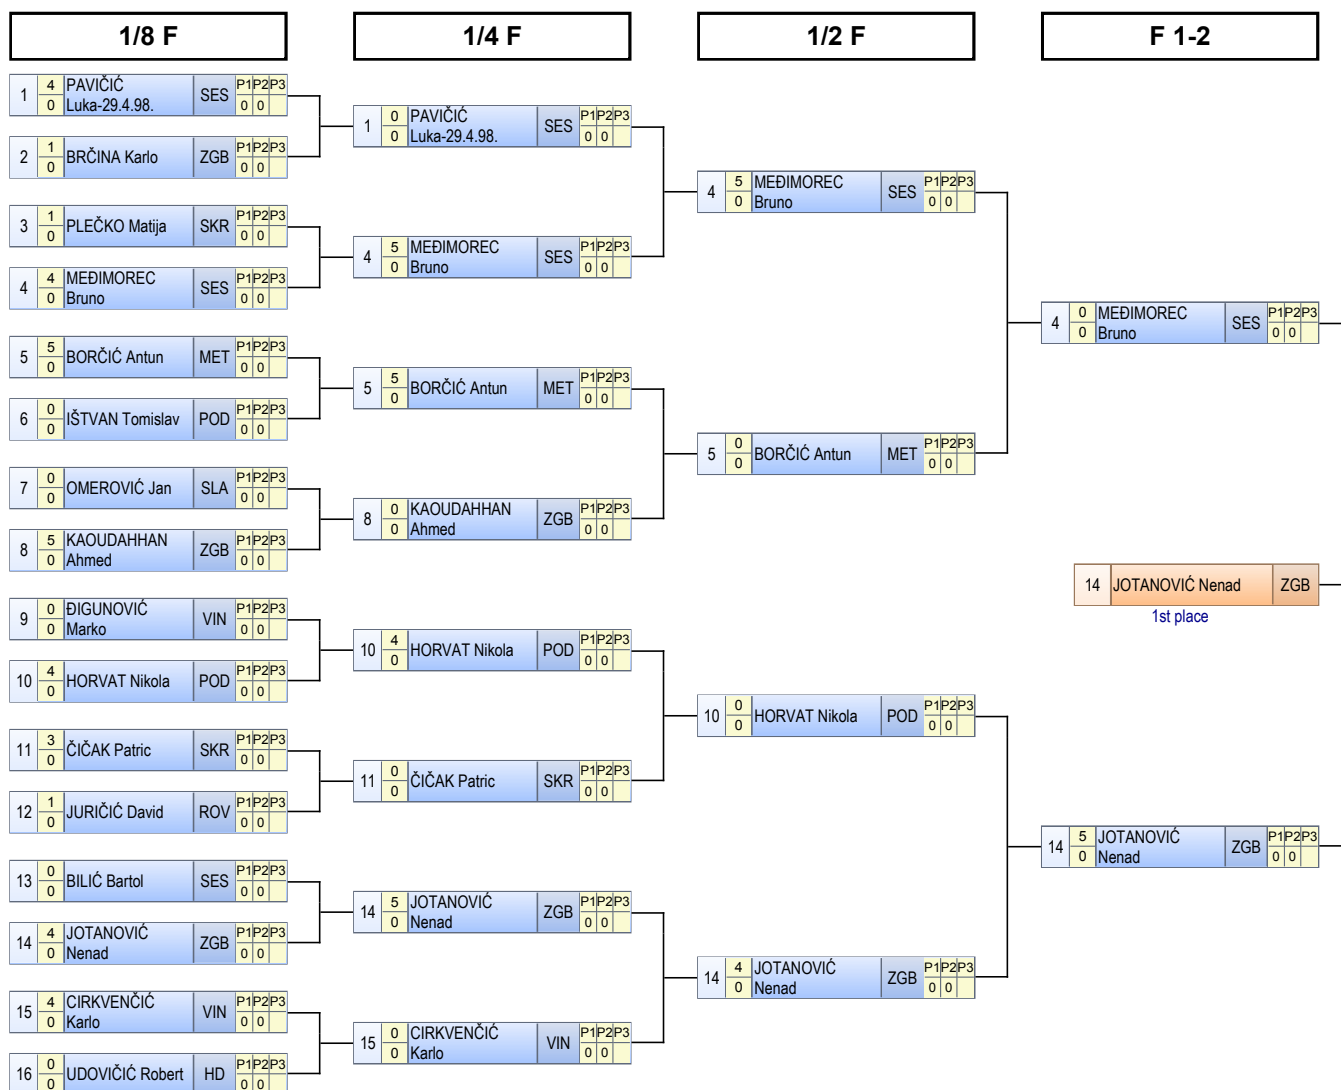 1/8 F
1/4 F
1/2 F
F 1-2
1 4 0 PAVIČIĆ Luka-29.4.98. SES P1 P2 P3 0 0
2 1 0 BRČINA Karlo ZGB P1 P2 P3 0 0
3 1 0 PLEČKO Matija SKR P1 P2 P3 0 0
4 4 0 MEĐIMOREC Bruno SES P1 P2 P3 0 0
5 5 0 BORČIĆ Antun MET P1 P2 P3 0 0
6 0 0 IŠTVAN Tomislav POD P1 P2 P3 0 0
7 0 0 OMEROVIĆ Jan SLA P1 P2 P3 0 0
8 5 0 KAOUDAHHAN Ahmed ZGB P1 P2 P3 0 0
9 0 0 ĐIGUNOVIĆ Marko VIN P1 P2 P3 0 0
10 4 0 HORVAT Nikola POD P1 P2 P3 0 0
11 3 0 ČIČAK Patric SKR P1 P2 P3 0 0
12 1 0 JURIČIĆ David ROV P1 P2 P3 0 0
13 0 0 BILIĆ Bartol SES P1 P2 P3 0 0
14 4 0 JOTANOVIĆ Nenad ZGB P1 P2 P3 0 0
15 4 0 CIRKVENČIĆ Karlo VIN P1 P2 P3 0 0
16 0 0 UDOVIČIĆ Robert HD P1 P2 P3 0 0
1 0 0 PAVIČIĆ Luka-29.4.98. SES P1 P2 P3 0 0
4 5 0 MEĐIMOREC Bruno SES P1 P2 P3 0 0
5 5 0 BORČIĆ Antun MET P1 P2 P3 0 0
8 0 0 KAOUDAHHAN Ahmed ZGB P1 P2 P3 0 0
10 4 0 HORVAT Nikola POD P1 P2 P3 0 0
11 0 0 ČIČAK Patric SKR P1 P2 P3 0 0
14 5 0 JOTANOVIĆ Nenad ZGB P1 P2 P3 0 0
15 0 0 CIRKVENČIĆ Karlo VIN P1 P2 P3 0 0
4 5 0 MEĐIMOREC Bruno SES P1 P2 P3 0 0
5 0 0 BORČIĆ Antun MET P1 P2 P3 0 0
10 0 0 HORVAT Nikola POD P1 P2 P3 0 0
14 4 0 JOTANOVIĆ Nenad ZGB P1 P2 P3 0 0
4 0 0 MEĐIMOREC Bruno SES P1 P2 P3 0 0
14 JOTANOVIĆ Nenad ZGB
1st place
14 5 0 JOTANOVIĆ Nenad ZGB P1 P2 P3 0 0